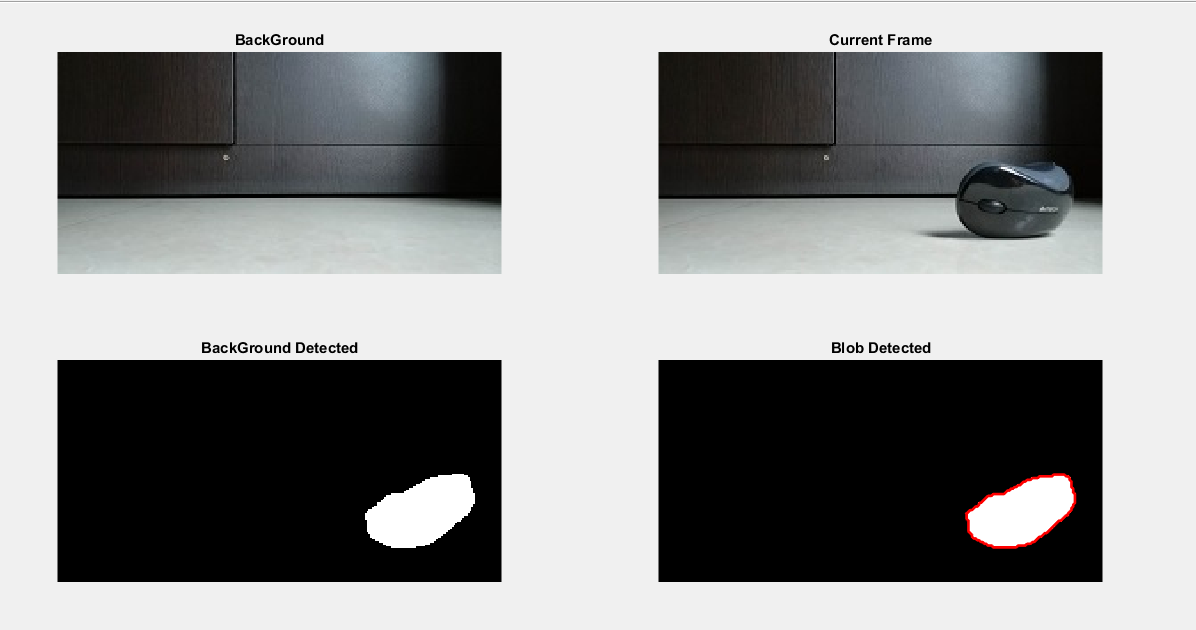 BackGround
Current Frame
BackGround Detected
Blob Detected